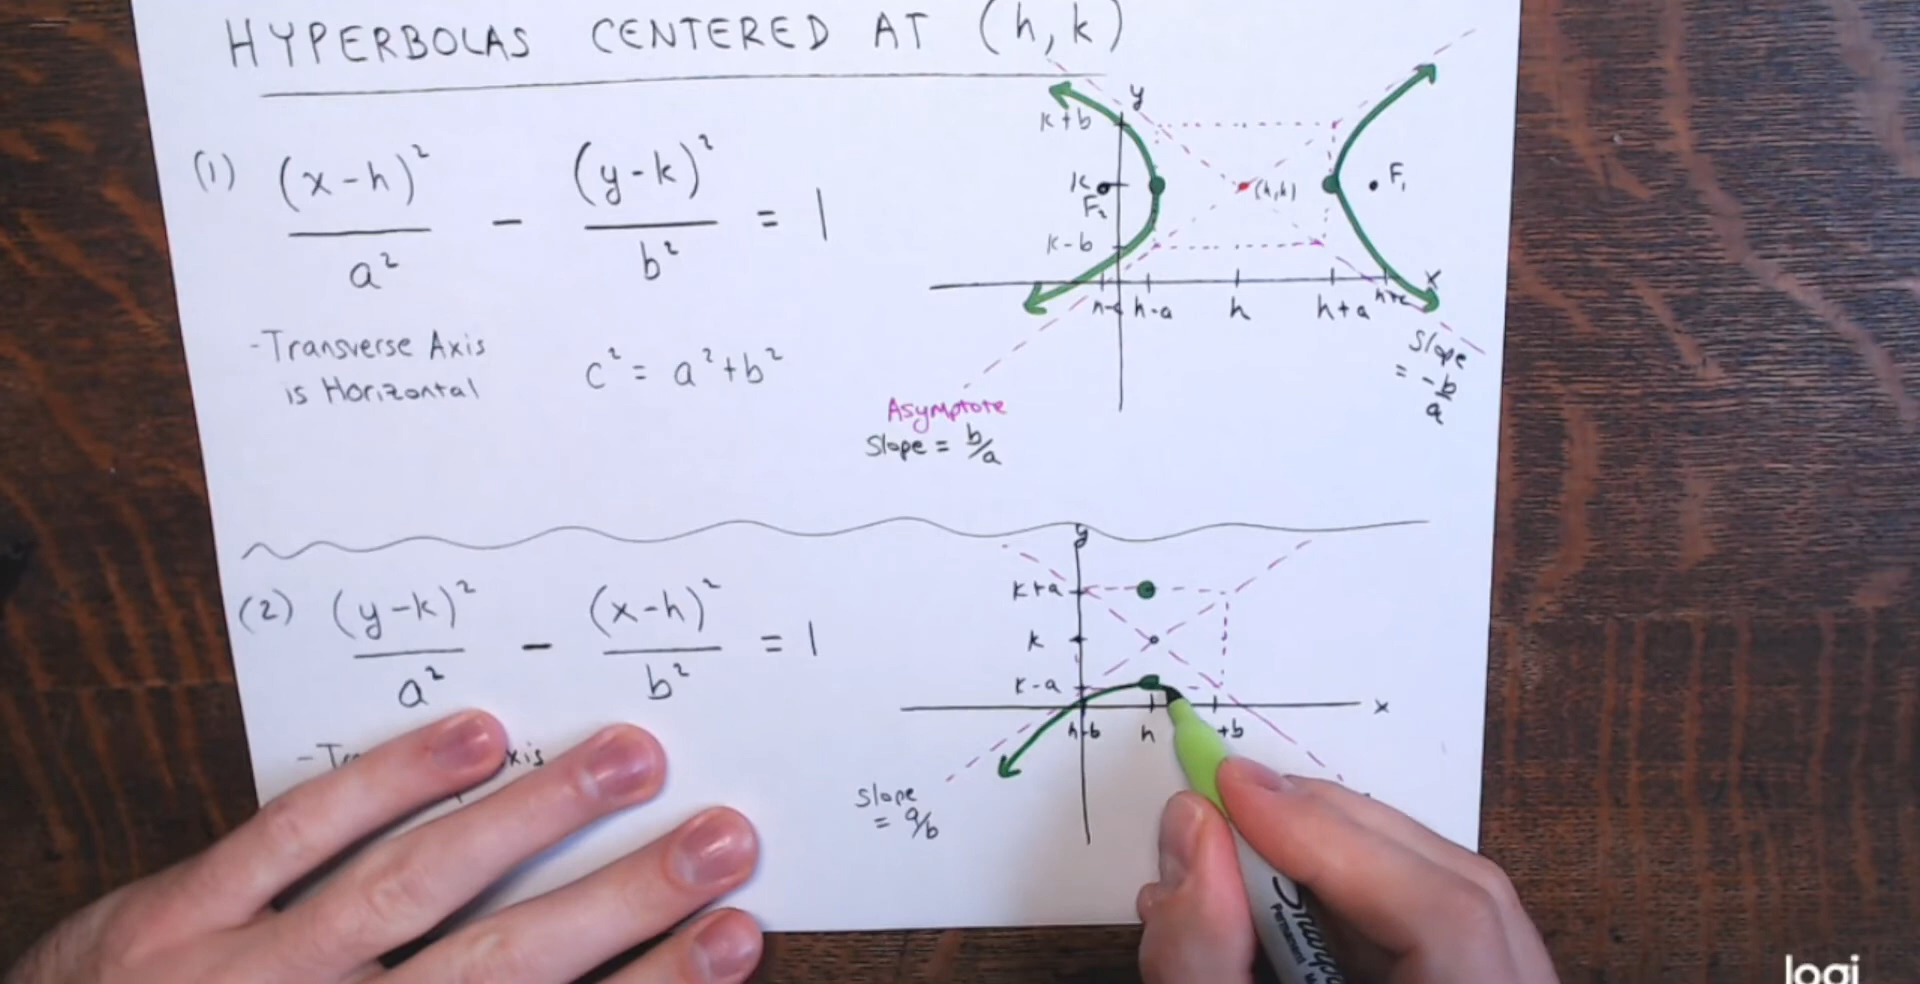 HYPERBOLAS CENTERED AT (h, k)
(1) (x-h)² / a² - (y-k)² / b² = 1
- Transverse Axis
is Horizontal
c² = a² + b²
y
k+b
k
F₂
k-b
(h,k)
F₁
x
h-c h-a h h+a h+c
Slope
= -b/a
Asymptote
Slope = b/a
(2) (y-k)² / a² - (x-h)² / b² = 1
y
k+a
k
k-a
x
h-b h +b
Slope
= a/b
Sharpie
logi